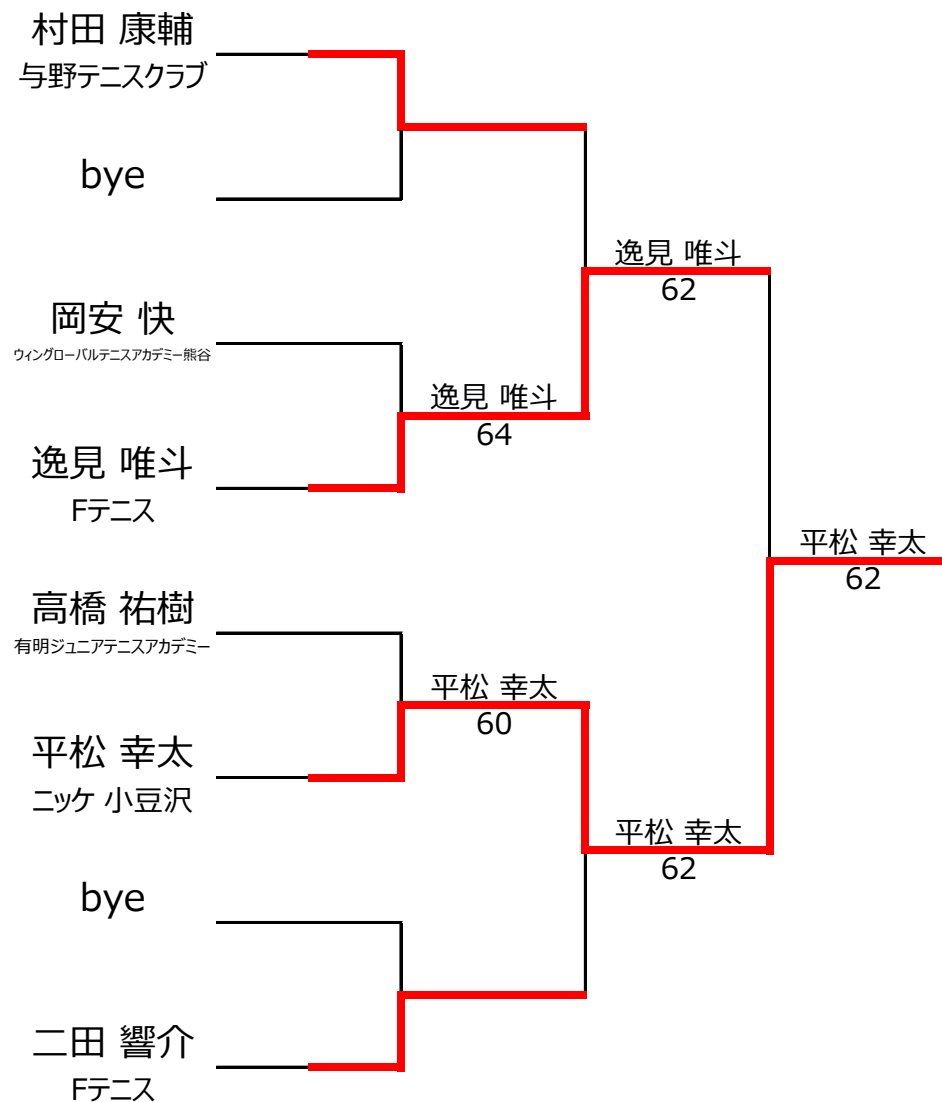 村田 康輔
与野テニスクラブ
bye
岡安 快
ウィングローバルテニスアカデミー熊谷
逸見 唯斗
Fテニス
高橋 祐樹
有明ジュニアテニスアカデミー
平松 幸太
ニッケ 小豆沢
bye
二田 響介
Fテニス
逸見 唯斗
64
平松 幸太
60
逸見 唯斗
62
平松 幸太
62
平松 幸太
62